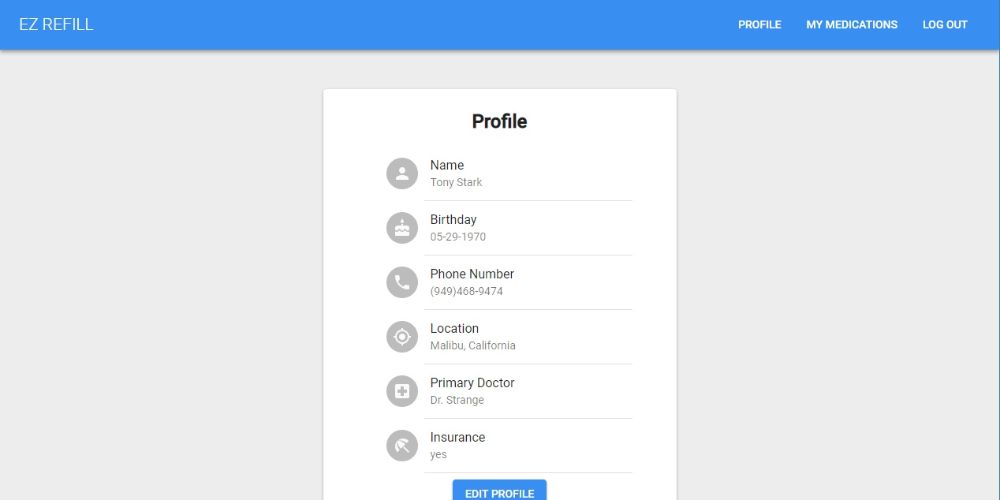 EZ REFILL
PROFILE
MY MEDICATIONS
LOG OUT
Profile
Name
Tony Stark
Birthday
05-29-1970
Phone Number
(949)468-9474
Location
Malibu, California
Primary Doctor
Dr. Strange
Insurance
yes
EDIT PROFILE